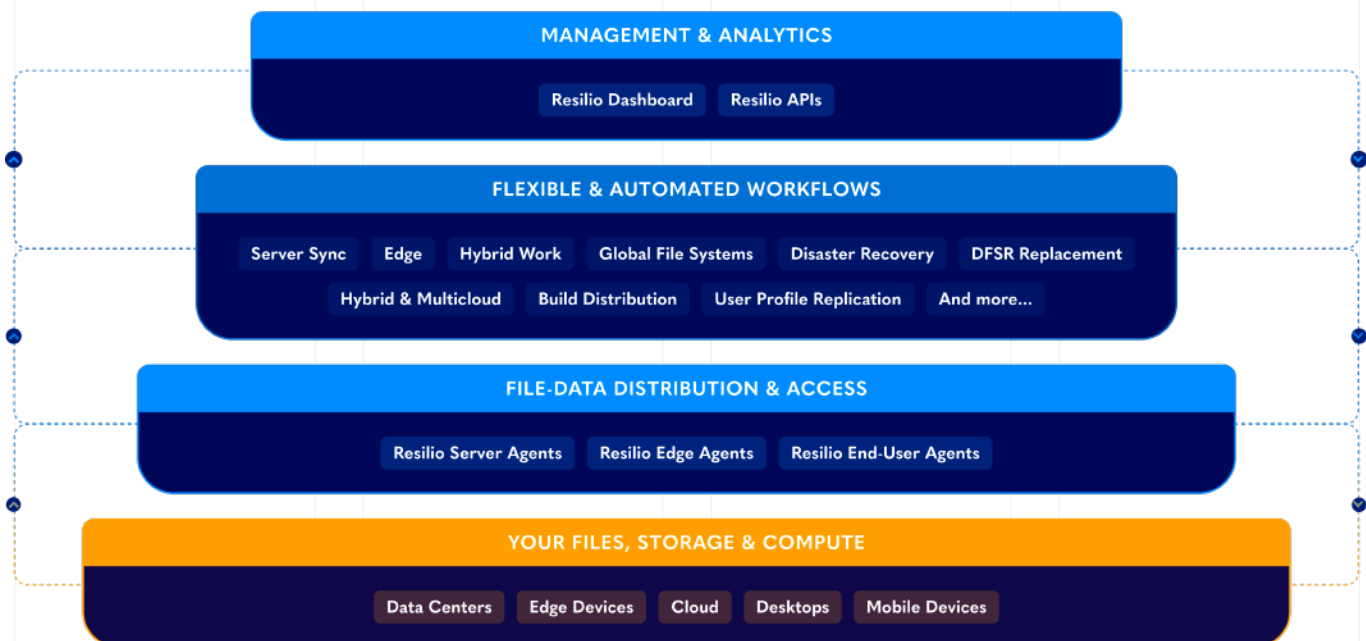 MANAGEMENT & ANALYTICS
Resilio Dashboard Resilio APIs
FLEXIBLE & AUTOMATED WORKFLOWS
Server Sync Edge Hybrid Work Global File Systems Disaster Recovery DFSR Replacement
Hybrid & Multicloud Build Distribution User Profile Replication And more...
FILE-DATA DISTRIBUTION & ACCESS
Resilio Server Agents Resilio Edge Agents Resilio End-User Agents
YOUR FILES, STORAGE & COMPUTE
Data Centers Edge Devices Cloud Desktops Mobile Devices